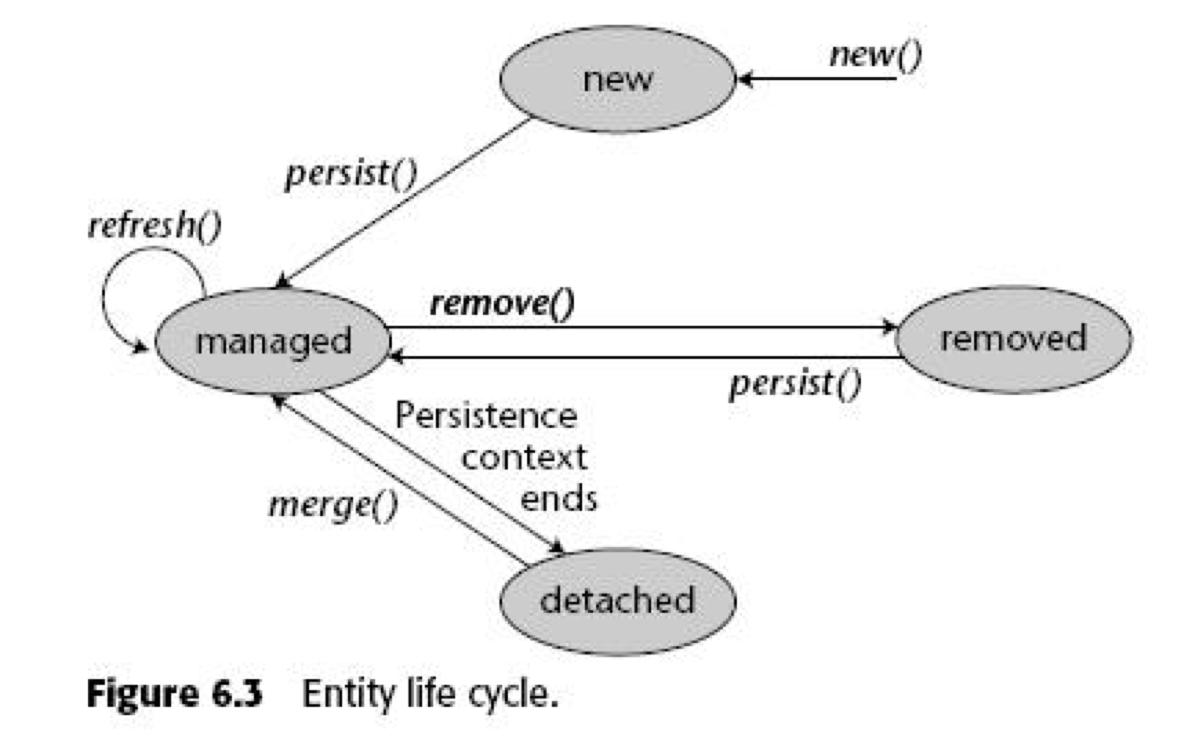 new()
new
persist()
refresh()
remove()
managed
removed
persist()
Persistence
context
ends
merge()
detached
Figure 6.3 Entity life cycle.